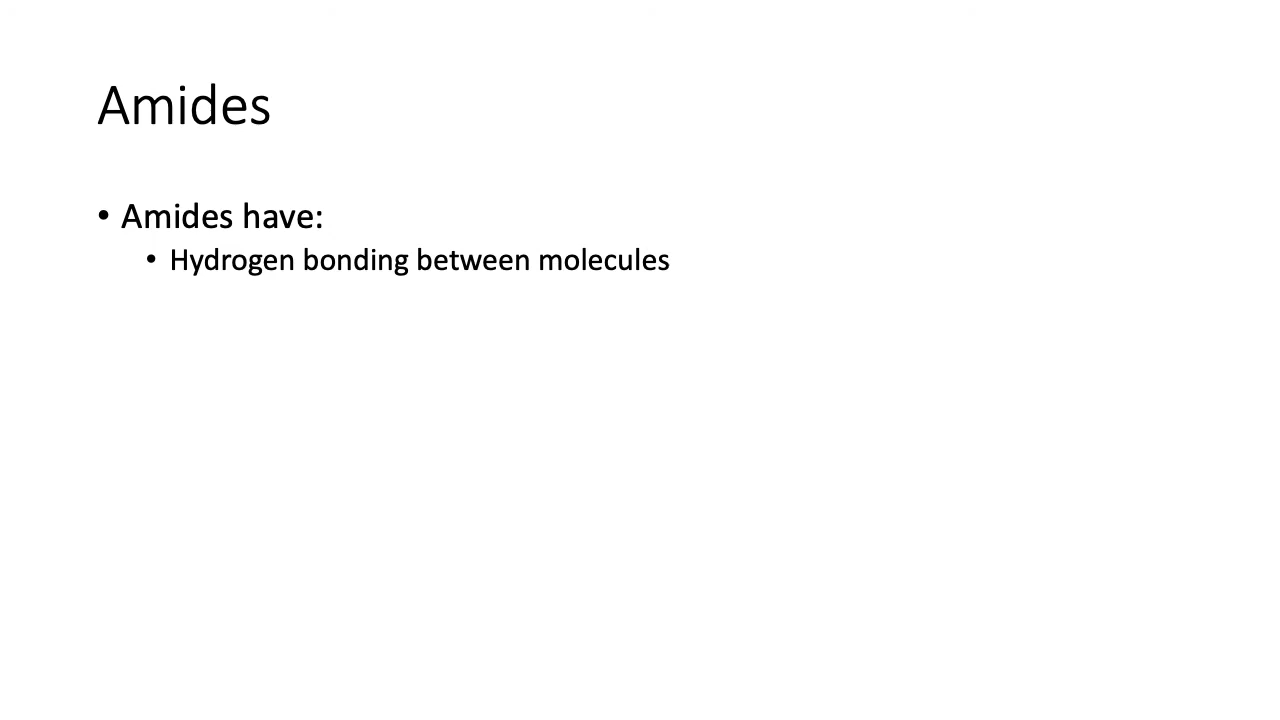 Amides
• Amides have:
• Hydrogen bonding between molecules